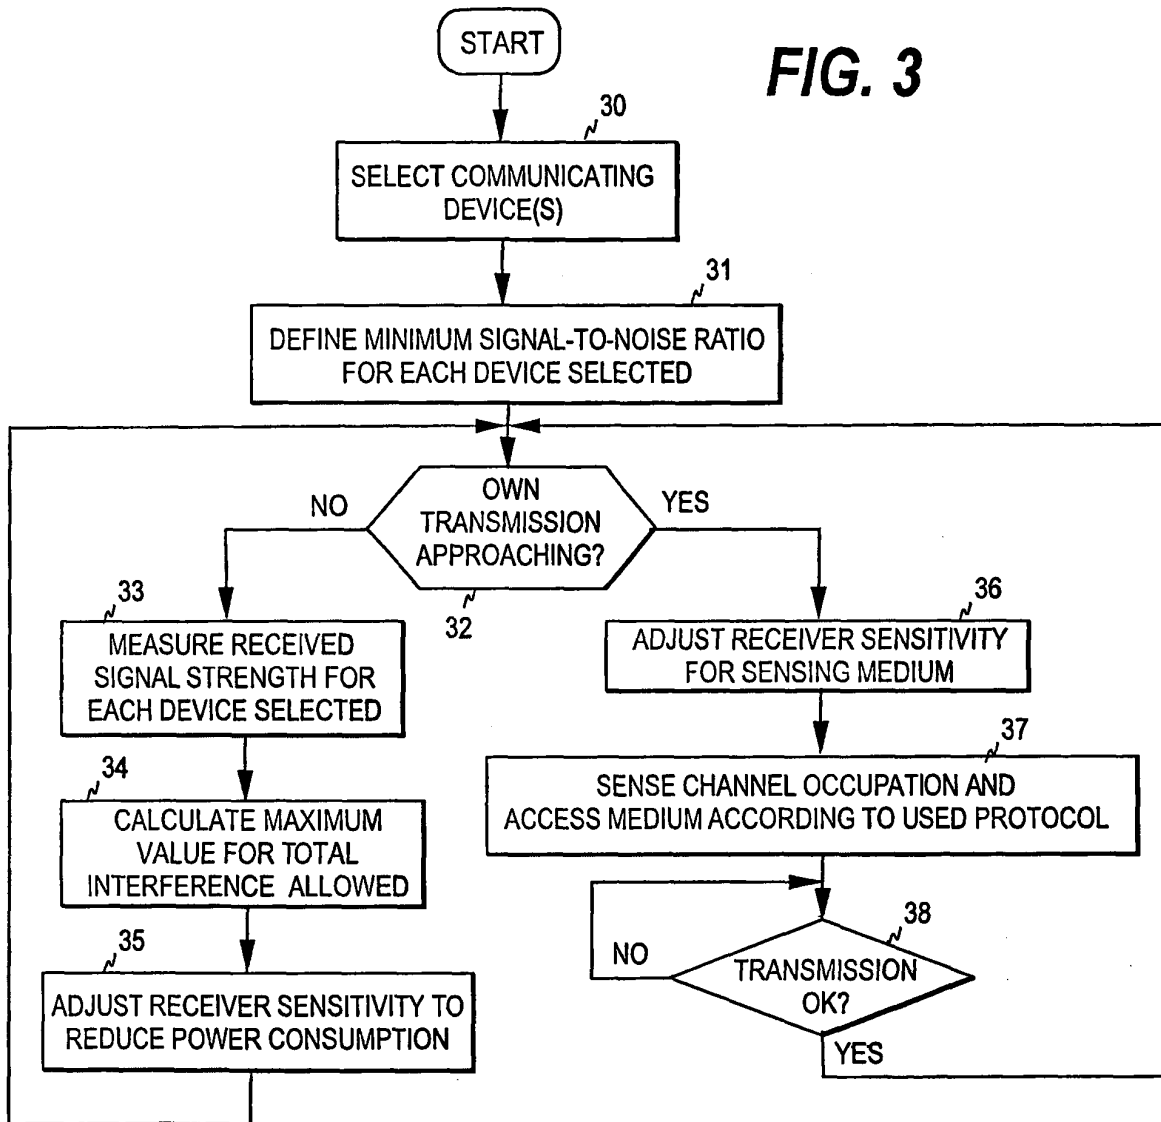 START
FIG. 3
30
SELECT COMMUNICATING
DEVICE(S)
31
DEFINE MINIMUM SIGNAL-TO-NOISE RATIO
FOR EACH DEVICE SELECTED
OWN
TRANSMISSION
APPROACHING?
NO
YES
32
33
MEASURE RECEIVED
SIGNAL STRENGTH FOR
EACH DEVICE SELECTED
34
CALCULATE MAXIMUM
VALUE FOR TOTAL
INTERFERENCE ALLOWED
35
ADJUST RECEIVER SENSITIVITY TO
REDUCE POWER CONSUMPTION
36
ADJUST RECEIVER SENSITIVITY
FOR SENSING MEDIUM
37
SENSE CHANNEL OCCUPATION AND
ACCESS MEDIUM ACCORDING TO USED PROTOCOL
38
NO
TRANSMISSION
OK?
YES